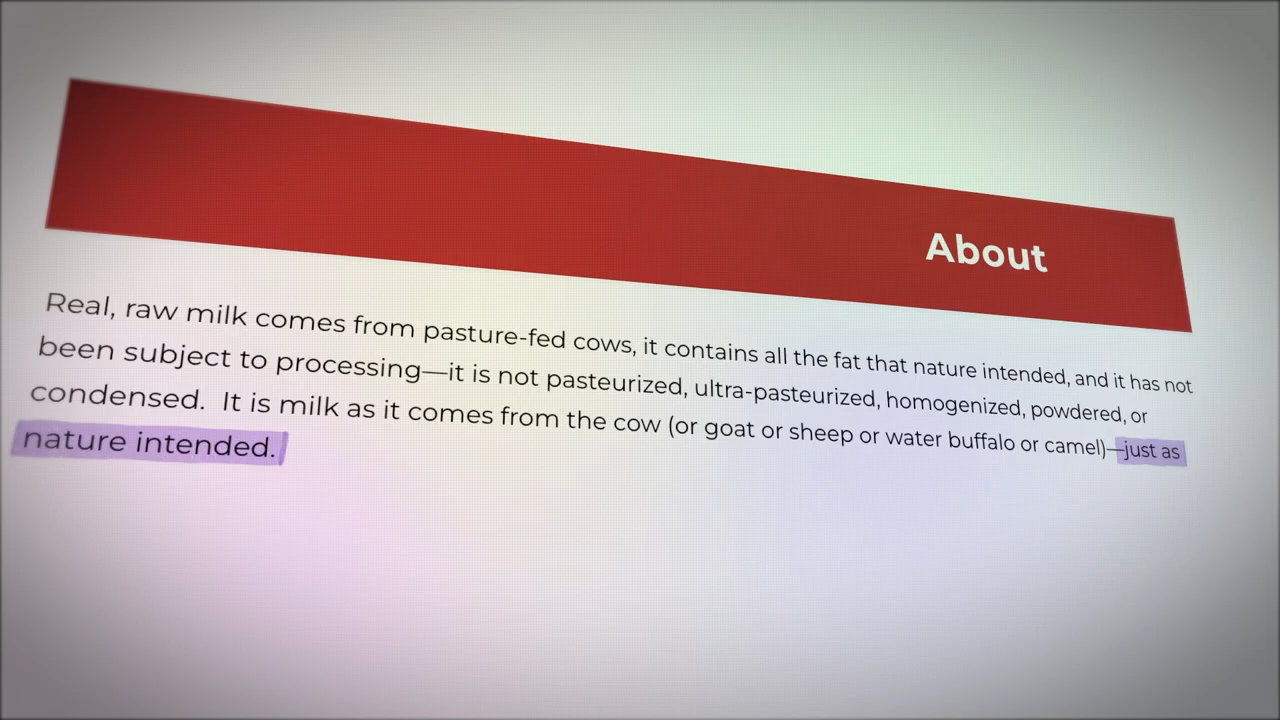 About
Real, raw milk comes from pasture-fed cows, it contains all the fat that nature intended, and it has not
been subject to processing—it is not pasteurized, ultra-pasteurized, homogenized, powdered, or
condensed.  It is milk as it comes from the cow (or goat or sheep or water buffalo or camel)—just as
nature intended.